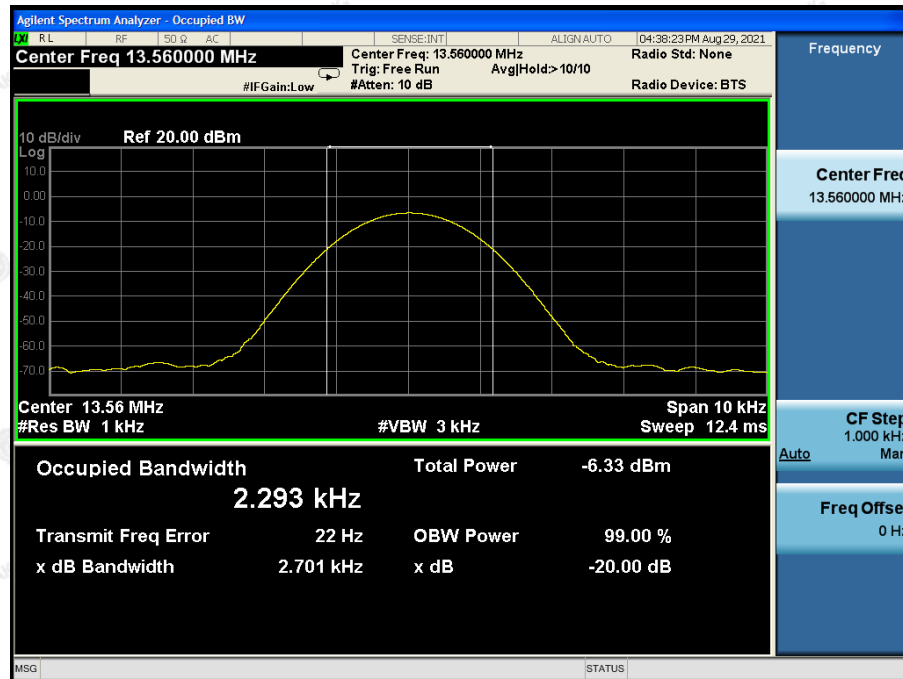 Agilent Spectrum Analyzer - Occupied BW
LXI RL RF 50 Ω AC SENSE:INT ALIGN AUTO 04:38:23 PM Aug 29, 2021
Center Freq 13.560000 MHz Center Freq: 13.560000 MHz Radio Std: None
Trig: Free Run Avg|Hold:> 10/10
#IFGain:Low #Atten: 10 dB Radio Device: BTS
10 dB/div Ref 20.00 dBm
Log
10.0
0.00
-10.0
-20.0
-30.0
-40.0
-50.0
-60.0
-70.0
Center 13.56 MHz Span 10 kHz
#Res BW 1 kHz #VBW 3 kHz Sweep 12.4 ms
Occupied Bandwidth Total Power -6.33 dBm
2.293 kHz
Transmit Freq Error 22 Hz OBW Power 99.00 %
x dB Bandwidth 2.701 kHz x dB -20.00 dB
MSG STATUS
Frequency
Center Freq
13.560000 MHz
CF Step
1.000 kHz
Auto Man
Freq Offset
0 Hz